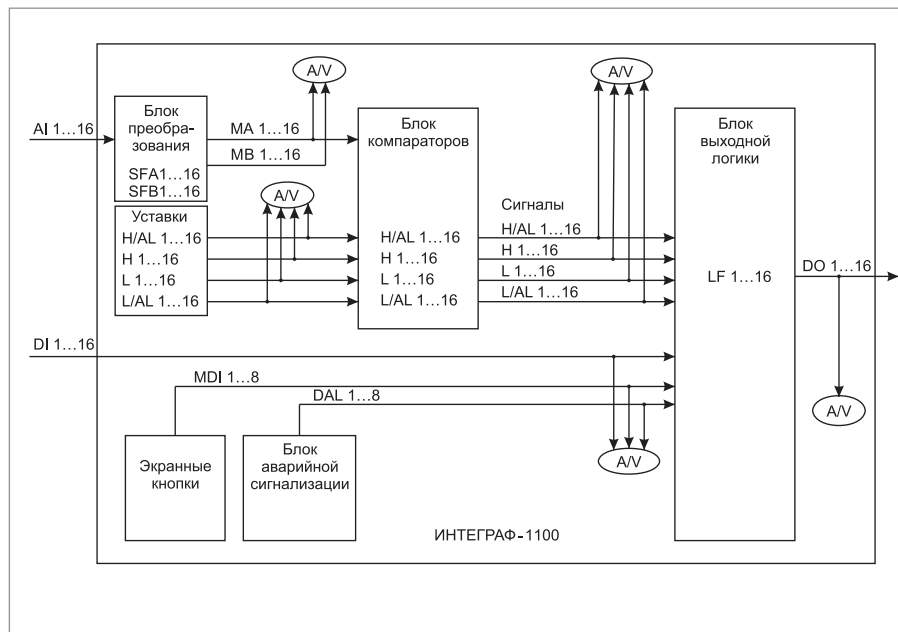 A/V
A/V
Блок
преобра-
зования
SFA1...16
SFB1...16
AI 1...16
MA 1...16
MB 1...16
Блок
компараторов
Блок
выходной
логики
A/V
Уставки
H/AL 1...16
H 1...16
L 1...16
L/AL 1...16
H/AL 1...16
H 1...16
L 1...16
L/AL 1...16
Сигналы
H/AL 1...16
H 1...16
L 1...16
L/AL 1...16
LF 1...16
DO 1...16
DI 1...16
MDI 1...8
DAL 1...8
A/V
A/V
Экранные
кнопки
Блок
аварийной
сигнализации
ИНТЕГРАФ-1100